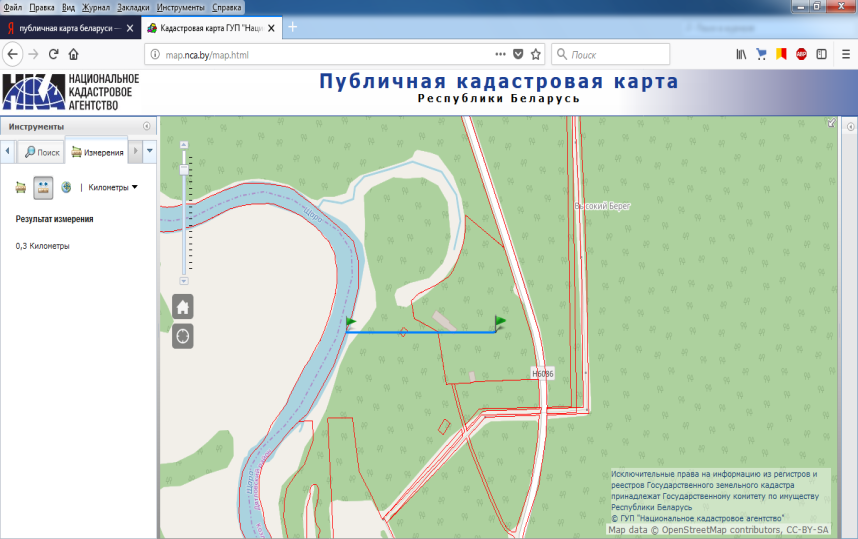 Файл Правка Вид Журнал Закладки Инструменты Справка
публичная карта беларуси —
Кадастровая карта ГУП "Наци
map.nca.by/map.html
Поиск
НАЦИОНАЛЬНОЕ
КАДАСТРОВОЕ
АГЕНТСТВО
Публичная кадастровая карта
Республики Беларусь
Инструменты
Поиск Измерения
Километры
Результат измерения
0,3 Километры
Щара
Высокий Берег
Н6086
Щара
Исключительные права на информацию из регистров и
реестров Государственного земельного кадастра
принадлежат Государственному комитету по имуществу
Республики Беларусь
© ГУП "Национальное кадастровое агентство"
Map data © OpenStreetMap contributors, CC-BY-SA